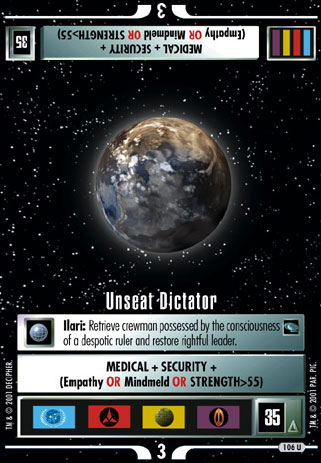 3
35
MEDICAL + SECURITY +
(Empathy OR Mindmeld OR STRENGTH>55)
Unseat Dictator
Ilari: Retrieve crewman possessed by the consciousness
of a despotic ruler and restore rightful leader.
MEDICAL + SECURITY +
(Empathy OR Mindmeld OR STRENGTH>55)
35 Δ
3
106 U
TM & © 2001 DECIPHER.
TM & © 2001 PAR. PIC.